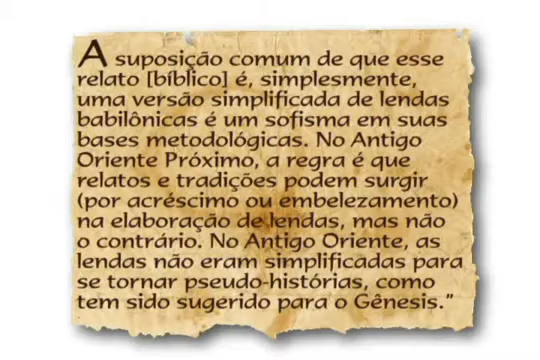 A suposição comum de que esse
relato [bíblico] é, simplesmente,
uma versão simplificada de lendas
babilônicas é um sofisma em suas
bases metodológicas. No Antigo
Oriente Próximo, a regra é que
relatos e tradições podem surgir
(por acréscimo ou embelezamento)
na elaboração de lendas, mas não
o contrário. No Antigo Oriente, as
lendas não eram simplificadas para
se tornar pseudo-histórias, como
tem sido sugerido para o Gênesis.”